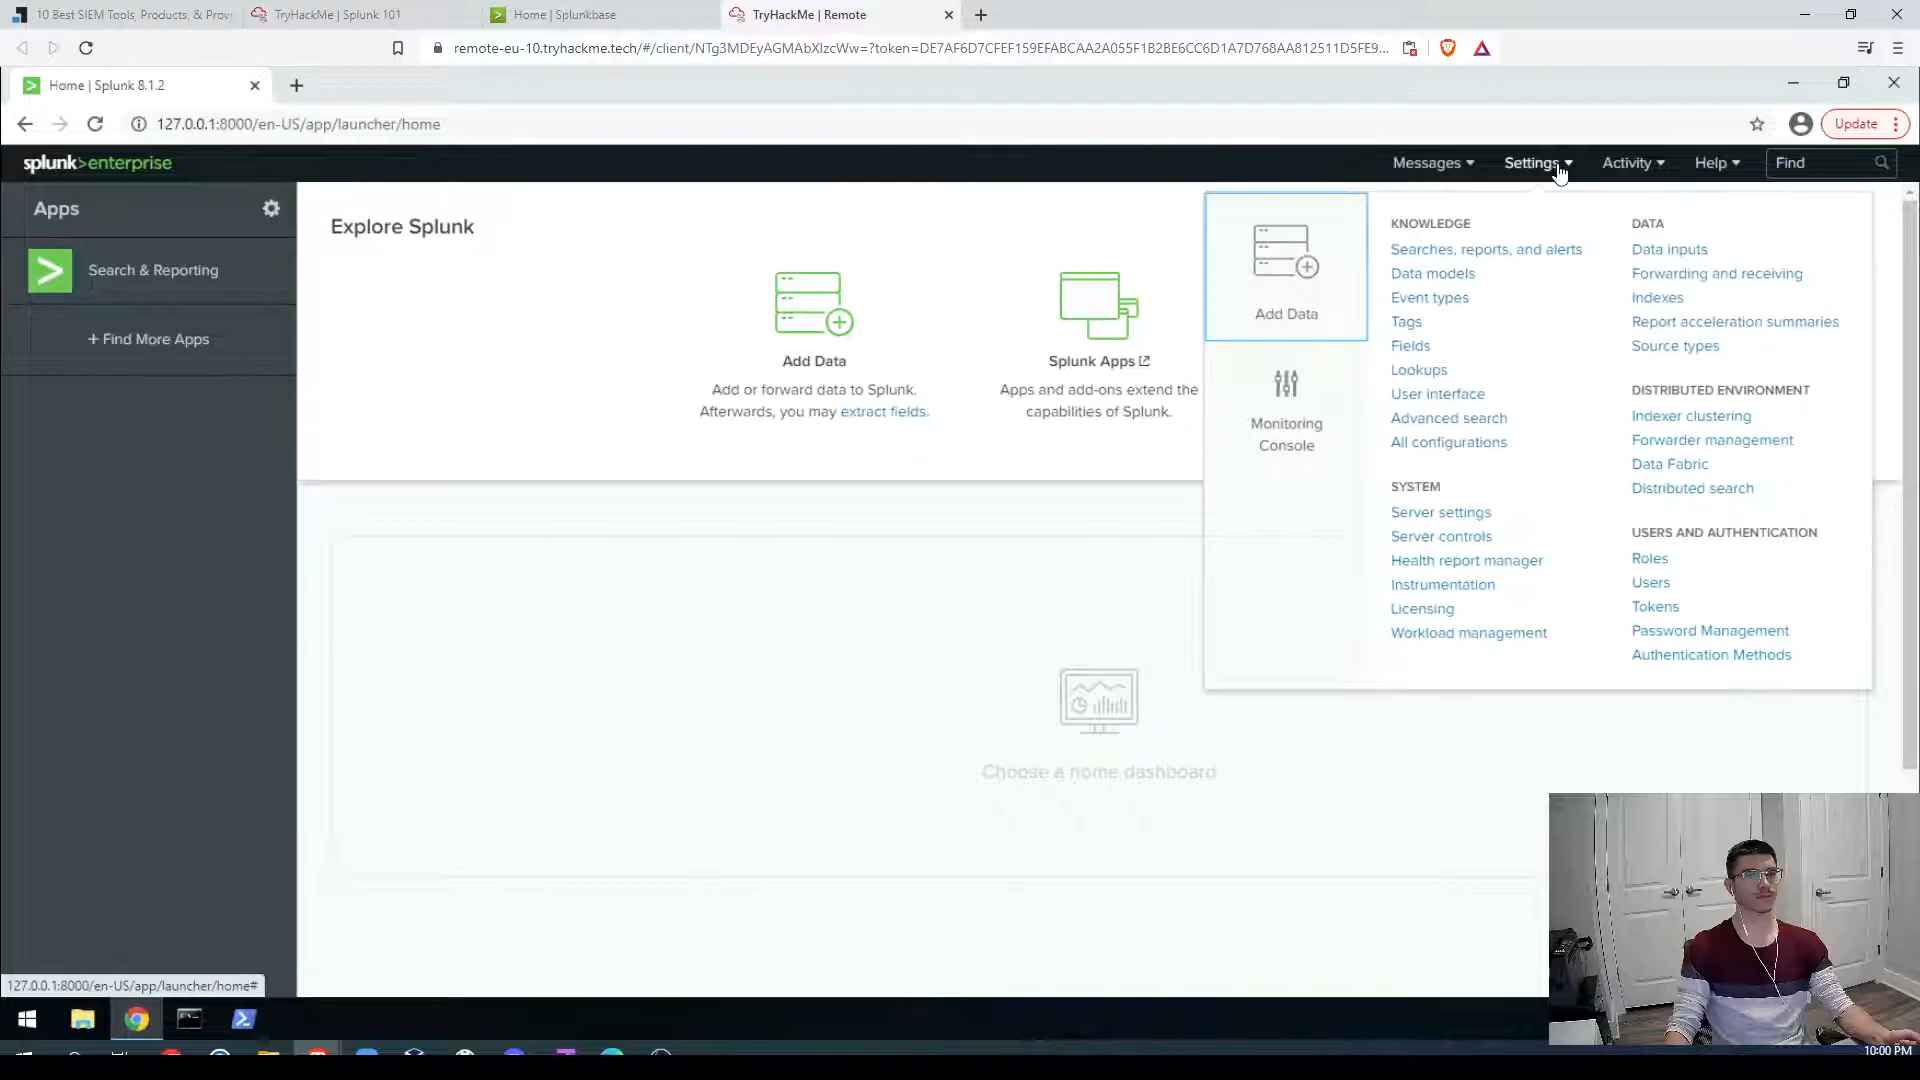 10 Best SIEM Tools, Products, & Prov
TryHackMe | Splunk 101
Home | Splunkbase
TryHackMe | Remote
remote-eu-10.tryhackme.tech/#/client/NTg3MDEyAGMAbXlzcWw=?token=DE7AF6D7CFEF159EFABCAA2A055F1B2BE6CC6D1A7D768AA812511D5FE9...
Home | Splunk 8.1.2
127.0.0.1:8000/en-US/app/launcher/home
Update
splunk>enterprise
Messages
Settings
Activity
Help
Find
Apps
Search & Reporting
+ Find More Apps
Explore Splunk
Add Data
Add or forward data to Splunk.
Afterwards, you may extract fields.
Splunk Apps
Apps and add-ons extend the
capabilities of Splunk.
Add Data
Monitoring
Console
KNOWLEDGE
Searches, reports, and alerts
Data models
Event types
Tags
Fields
Lookups
User interface
Advanced search
All configurations
SYSTEM
Server settings
Server controls
Health report manager
Instrumentation
Licensing
Workload management
DATA
Data inputs
Forwarding and receiving
Indexes
Report acceleration summaries
Source types
DISTRIBUTED ENVIRONMENT
Indexer clustering
Forwarder management
Data Fabric
Distributed search
USERS AND AUTHENTICATION
Roles
Users
Tokens
Password Management
Authentication Methods
Choose a home dashboard
127.0.0.1:8000/en-US/app/launcher/home#
10:00 PM